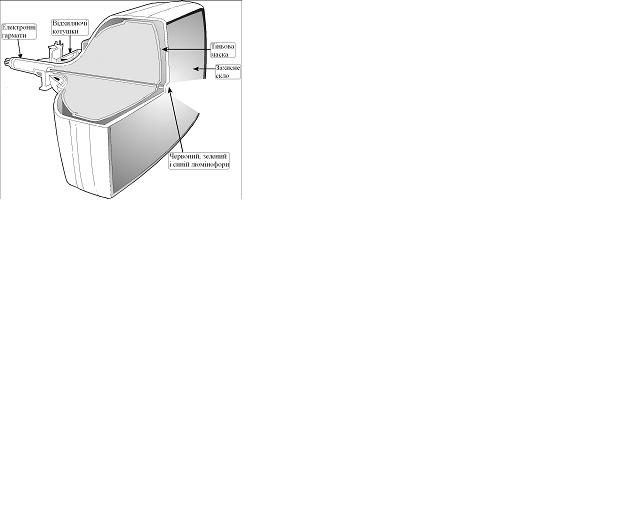 Електронні
гармати
Відхиляючі
котушки
Тіньова
маска
Захисне
скло
Червоний, зелений
і синій люмінофори